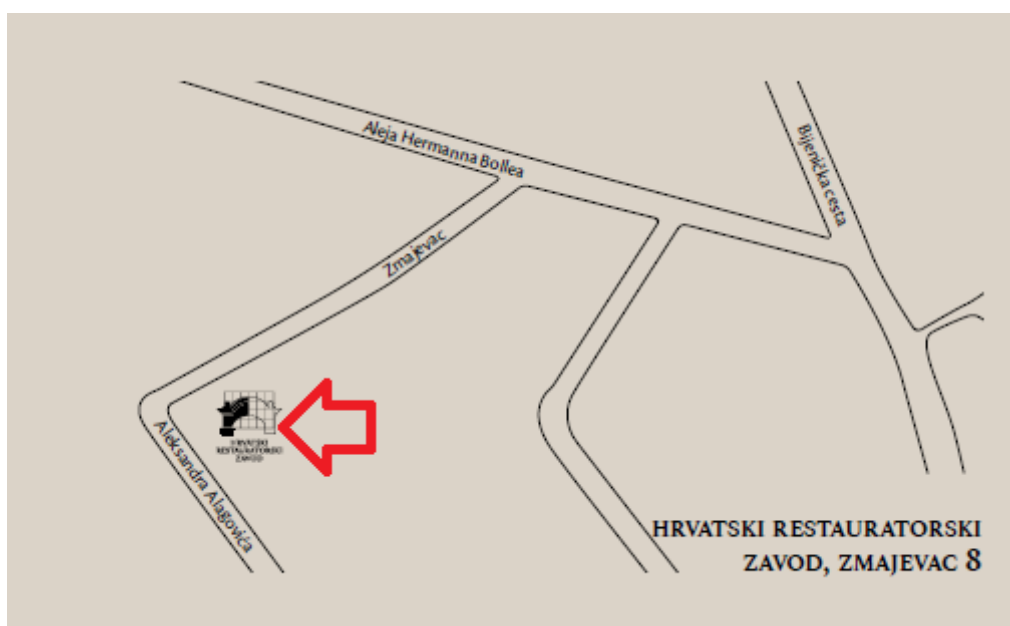 Aleja Hermanna Bollea
Bijenička cesta
Zmajevac
HRVATSKI
RESTAURATORSKI
ZAVOD
Aleksandra Alagovića
HRVATSKI RESTAURATORSKI
ZAVOD, ZMAJEVAC 8